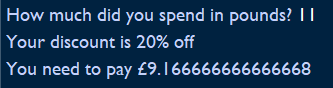 How much did you spend in pounds? 11
Your discount is 20% off
You need to pay £9.166666666666668